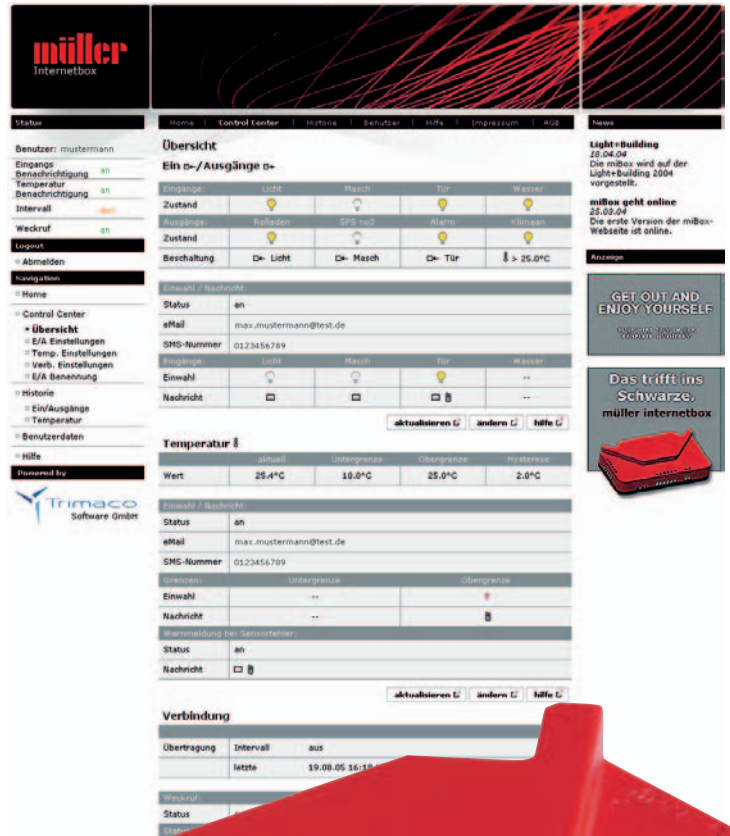 müller
Internetbox
Status
Benutzer: mustermann
Eingangs
Benachrichtigung an
Temperatur
Benachrichtigung an
Intervall
Weckruf an
Logout
Abmelden
Navigation
Home
Control Center
Übersicht
E/A Einstellungen
Temp. Einstellungen
Verb. Einstellungen
E/A Benennung
Historie
Ein/Ausgänge
Temperatur
Benutzerdaten
Hilfe
Powered by
Trimaco
Software GmbH
Home | Control Center | Historie | Benutzer | Hilfe | Impressum | AGB
Übersicht
Ein /Ausgänge
Eingänge: Licht Masch Tür Wasser
Zustand
Ausgänge: Rolladen SPS no3 Alarm Klimaan
Zustand
Beschaltung Licht Masch Tür > 25.0°C
Einwahl / Nachricht:
Status an
eMail max.mustermann@test.de
SMS-Nummer 0123456789
Eingänge: Licht Masch Tür Wasser
Einwahl --
Nachricht --
aktualisieren ändern hilfe
Temperatur
aktuell Untergrenze Obergrenze Hysterese
Wert 25.4°C 10.0°C 25.0°C 2.0°C
Einwahl / Nachricht:
Status an
eMail max.mustermann@test.de
SMS-Nummer 0123456789
Grenzen: Untergrenze Obergrenze
Einwahl --
Nachricht --
Warnmeldung bei Sensorfehler:
Status an
Nachricht
aktualisieren ändern hilfe
Verbindung
Übertragung Intervall aus
letzte 19.08.05 16:18
Weckruf:
Status
Status
News
Light+Building
18.04.04
Die miBox wird auf der
Light+Building 2004
vorgestellt.
miBox geht online
25.03.04
Die erste Version der miBox-
Webseite ist online.
Anzeige
GET OUT AND
ENJOY YOURSELF
Das trifft ins
Schwarze.
müller internetbox